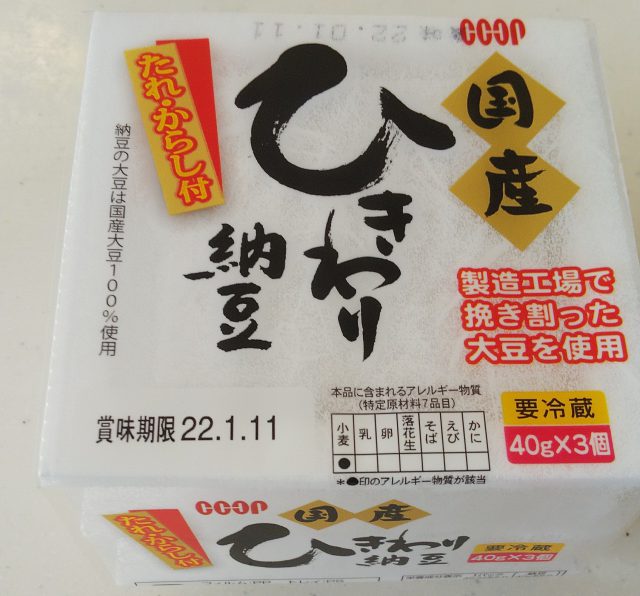 賞味 22.01.11
COOP
国産
たれ・からし付
ひきわり
納豆
納豆の大豆は国産大豆100%使用
製造工場で
挽き割った
大豆を使用
賞味期限 22.1.11
本品に含まれるアレルギー物質
(特定原材料7品目)
小麦 乳 卵 落花生 そば えび かに
●
*●印のアレルギー物質が該当
要冷蔵
40g×3個
COOP
国産
たれ・からし付
ひきわり
納豆
要冷蔵
40g×3個